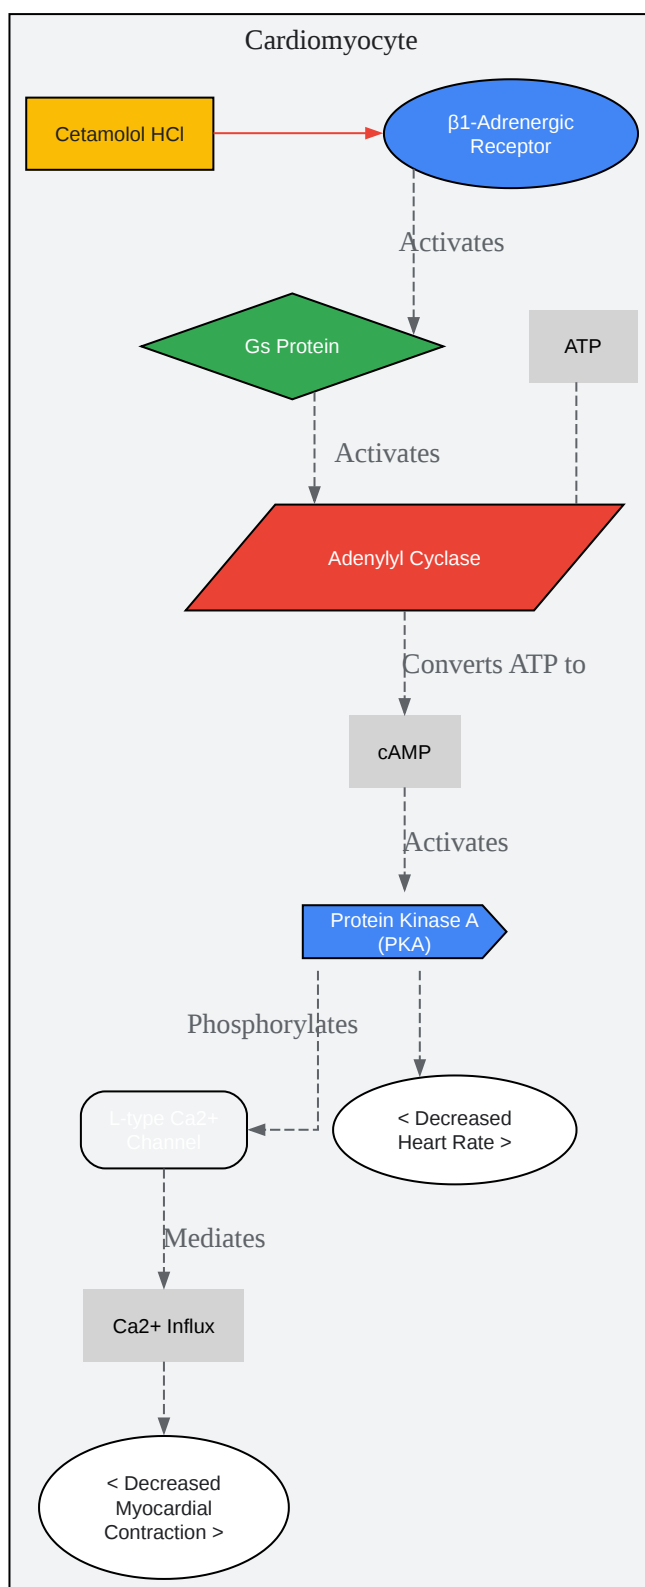 Cardiomyocyte
Cetamolol HCl
β1-Adrenergic
Receptor
Activates
Gs Protein
ATP
Activates
Adenylyl Cyclase
Converts ATP to
cAMP
Activates
Protein Kinase A
(PKA)
Phosphorylates
L-type Ca2+
Channel
< Decreased
Heart Rate >
Mediates
Ca2+ Influx
< Decreased
Myocardial
Contraction >